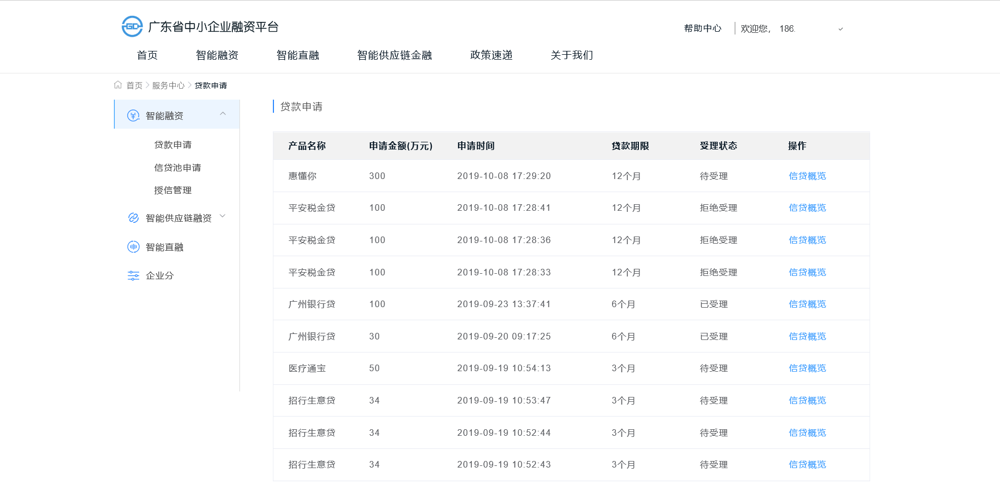 广东省中小企业融资平台
帮助中心 欢迎您， 186.
首页 智能融资 智能直融 智能供应链金融 政策速递 关于我们
首页 > 服务中心 > 贷款申请
智能融资
贷款申请
信贷池申请
授信管理
智能供应链融资
智能直融
企业分
贷款申请
产品名称 申请金额(万元) 申请时间 贷款期限 受理状态 操作
惠懂你 300 2019-10-08 17:29:20 12个月 待受理 信贷概览
平安税金贷 100 2019-10-08 17:28:41 12个月 拒绝受理 信贷概览
平安税金贷 100 2019-10-08 17:28:36 12个月 拒绝受理 信贷概览
平安税金贷 100 2019-10-08 17:28:33 12个月 拒绝受理 信贷概览
广州银行贷 100 2019-09-23 13:37:41 6个月 已受理 信贷概览
广州银行贷 30 2019-09-20 09:17:25 6个月 已受理 信贷概览
医疗通宝 50 2019-09-19 10:54:13 3个月 待受理 信贷概览
招行生意贷 34 2019-09-19 10:53:47 3个月 待受理 信贷概览
招行生意贷 34 2019-09-19 10:52:44 3个月 待受理 信贷概览
招行生意贷 34 2019-09-19 10:52:43 3个月 待受理 信贷概览